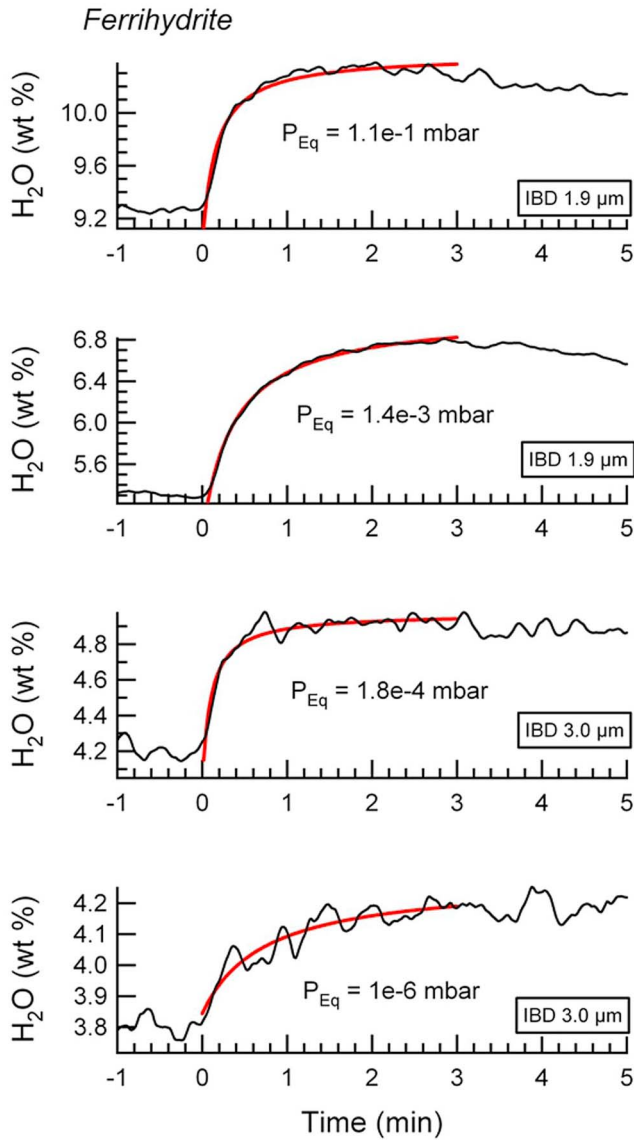 Ferrihydrite
H₂O (wt %)
10.0
9.6
9.2
P_Eq = 1.1e-1 mbar
IBD 1.9 µm
-1 0 1 2 3 4 5
H₂O (wt %)
6.8
6.4
6.0
5.6
P_Eq = 1.4e-3 mbar
IBD 1.9 µm
-1 0 1 2 3 4 5
H₂O (wt %)
4.8
4.6
4.4
4.2
P_Eq = 1.8e-4 mbar
IBD 3.0 µm
-1 0 1 2 3 4 5
H₂O (wt %)
4.2
4.1
4.0
3.9
3.8
P_Eq = 1e-6 mbar
IBD 3.0 µm
-1 0 1 2 3 4 5
Time (min)